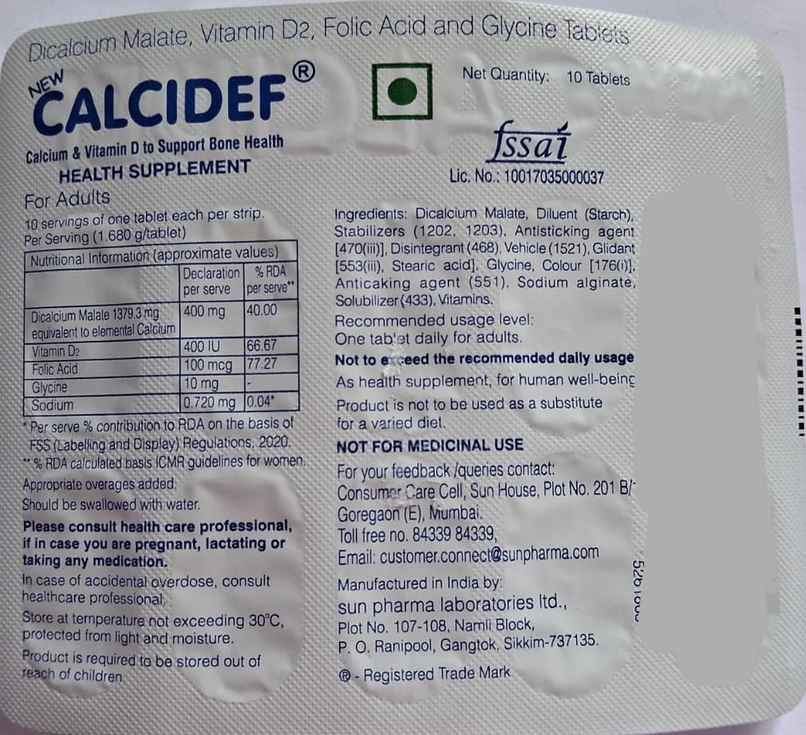 Dicalcium Malate, Vitamin D2, Folic Acid and Glycine Tablets
NEW
CALCIDEF®
Calcium & Vitamin D to Support Bone Health
HEALTH SUPPLEMENT
For Adults
10 servings of one tablet each per strip.
Per Serving (1.680 g/tablet)
Nutritional Information (approximate values)
Declaration per serve % RDA per serve**
Dicalcium Malate 1379.3 mg equivalent to elemental Calcium 400 mg 40.00
Vitamin D2 400 IU 66.67
Folic Acid 100 mcg 77.27
Glycine 10 mg -
Sodium 0.720 mg 0.04*
* Per serve % contribution to RDA on the basis of
FSS (Labelling and Display) Regulations, 2020.
** % RDA calculated basis ICMR guidelines for women.
Appropriate overages added.
Should be swallowed with water.
Please consult health care professional,
if in case you are pregnant, lactating or
taking any medication.
In case of accidental overdose, consult
healthcare professional.
Store at temperature not exceeding 30°C,
protected from light and moisture.
Product is required to be stored out of
reach of children.
Net Quantity: 10 Tablets
fssai
Lic. No.: 10017035000037
Ingredients: Dicalcium Malate, Diluent (Starch),
Stabilizers (1202, 1203), Antisticking agent
[470(iii)], Disintegrant (468), Vehicle (1521), Glidant
[553(iii), Stearic acid], Glycine, Colour [176(i)],
Anticaking agent (551), Sodium alginate,
Solubilizer (433), Vitamins.
Recommended usage level:
One tablet daily for adults.
Not to exceed the recommended daily usage
As health supplement, for human well-being
Product is not to be used as a substitute
for a varied diet.
NOT FOR MEDICINAL USE
For your feedback /queries contact:
Consumer Care Cell, Sun House, Plot No. 201 B/
Goregaon (E), Mumbai.
Toll free no. 84339 84339,
Email: customer.connect@sunpharma.com
Manufactured in India by:
sun pharma laboratories ltd.,
Plot No. 107-108, Namli Block,
P. O. Ranipool, Gangtok, Sikkim-737135.
® - Registered Trade Mark